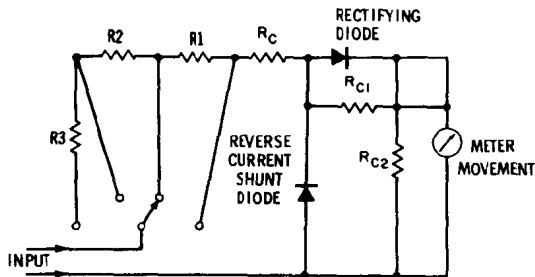 RECTIFYING
DIODE
R2
R1
RC
RC1
R3
REVERSE
CURRENT
SHUNT
DIODE
RC2
METER
MOVEMENT
INPUT